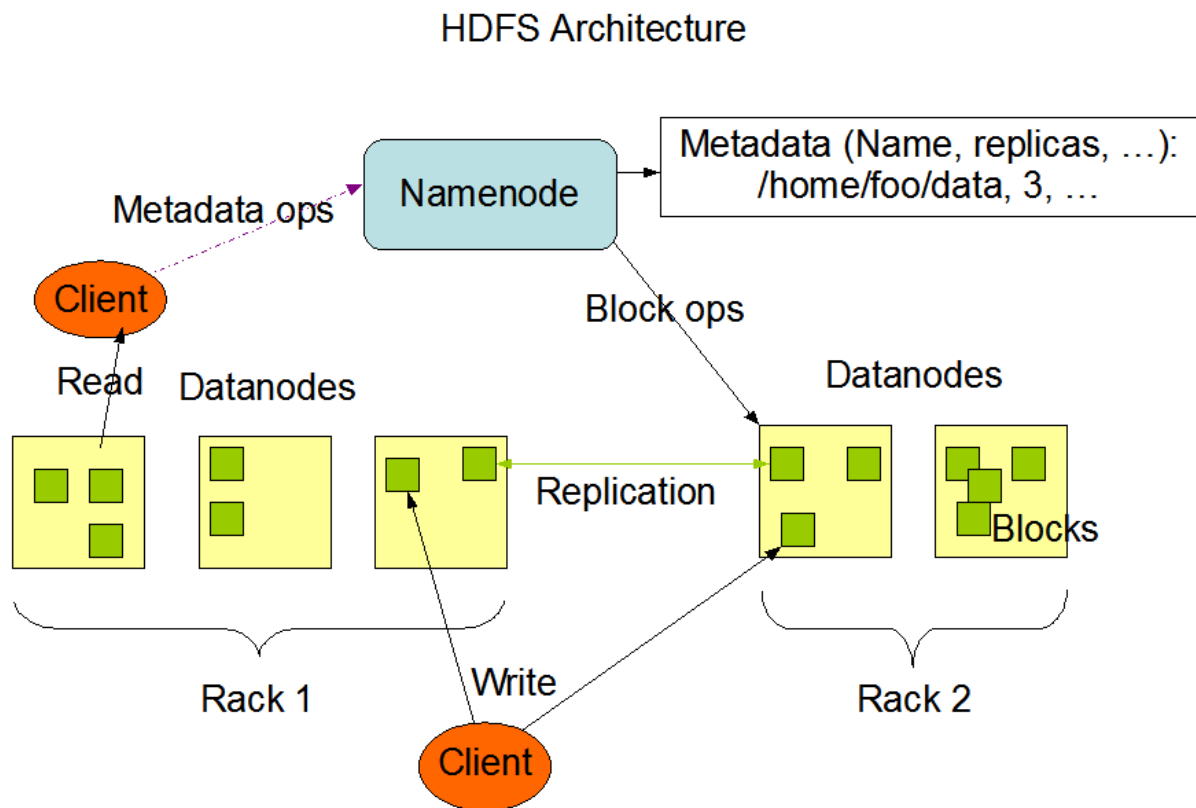 HDFS Architecture
Metadata (Name, replicas, …):
/home/foo/data, 3, …
Namenode
Metadata ops
Client
Block ops
Read
Datanodes
Datanodes
Replication
Blocks
Rack 1
Write
Rack 2
Client